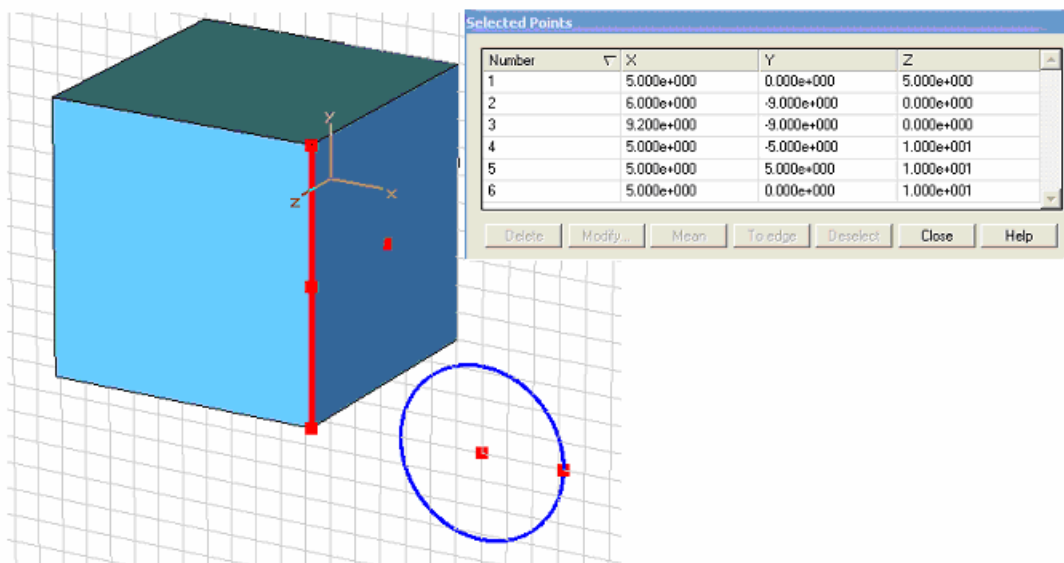 Selected Points
Number X Y Z
1 5.000e+000 0.000e+000 5.000e+000
2 6.000e+000 -9.000e+000 0.000e+000
3 9.200e+000 -9.000e+000 0.000e+000
4 5.000e+000 -5.000e+000 1.000e+001
5 5.000e+000 5.000e+000 1.000e+001
6 5.000e+000 0.000e+000 1.000e+001
Delete Modify... Mean To edge Deselect Close Help
y
x
z